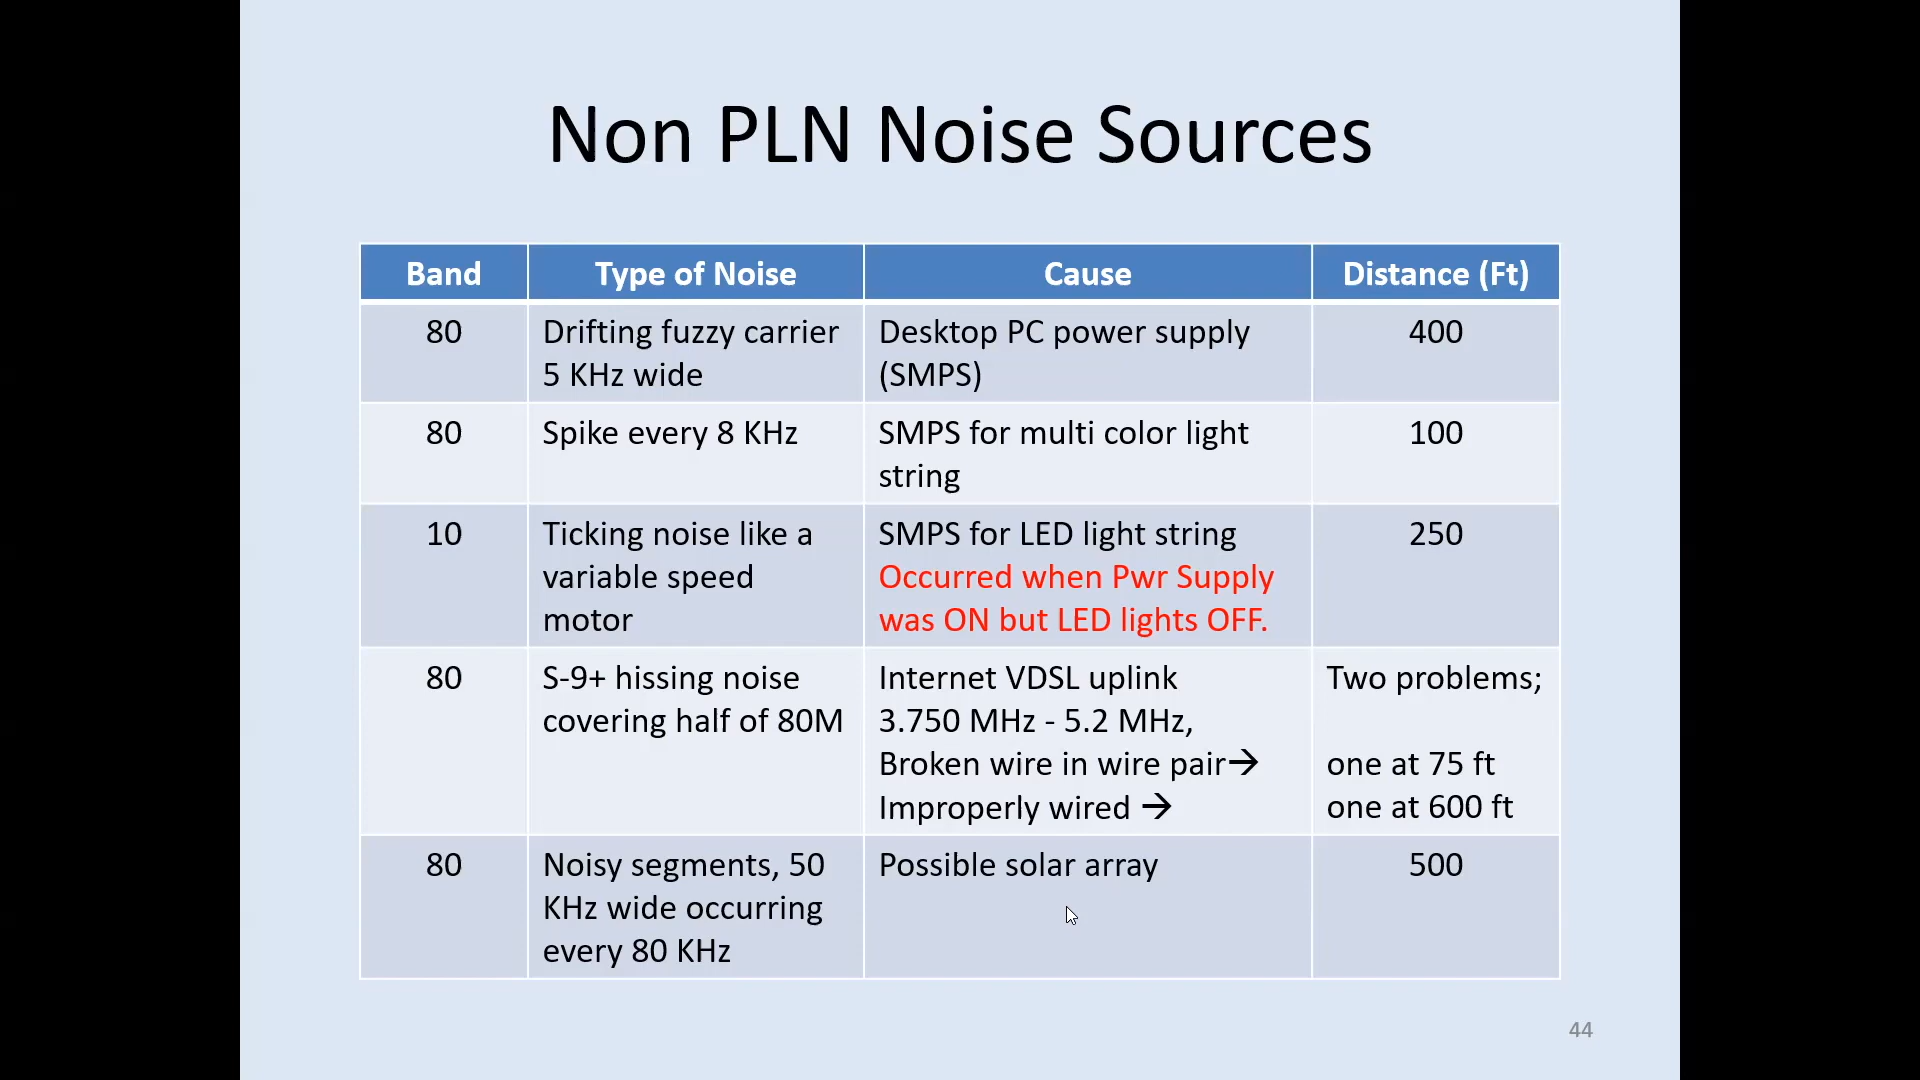 Non PLN Noise Sources
Band Type of Noise Cause Distance (Ft)
80 Drifting fuzzy carrier Desktop PC power supply 400
5 KHz wide (SMPS)
80 Spike every 8 KHz SMPS for multi color light 100
string
10 Ticking noise like a SMPS for LED light string 250
variable speed Occurred when Pwr Supply
motor was ON but LED lights OFF.
80 S-9+ hissing noise Internet VDSL uplink Two problems;
covering half of 80M 3.750 MHz - 5.2 MHz,
Broken wire in wire pair→ one at 75 ft
Improperly wired → one at 600 ft
80 Noisy segments, 50 Possible solar array 500
KHz wide occurring
every 80 KHz
44